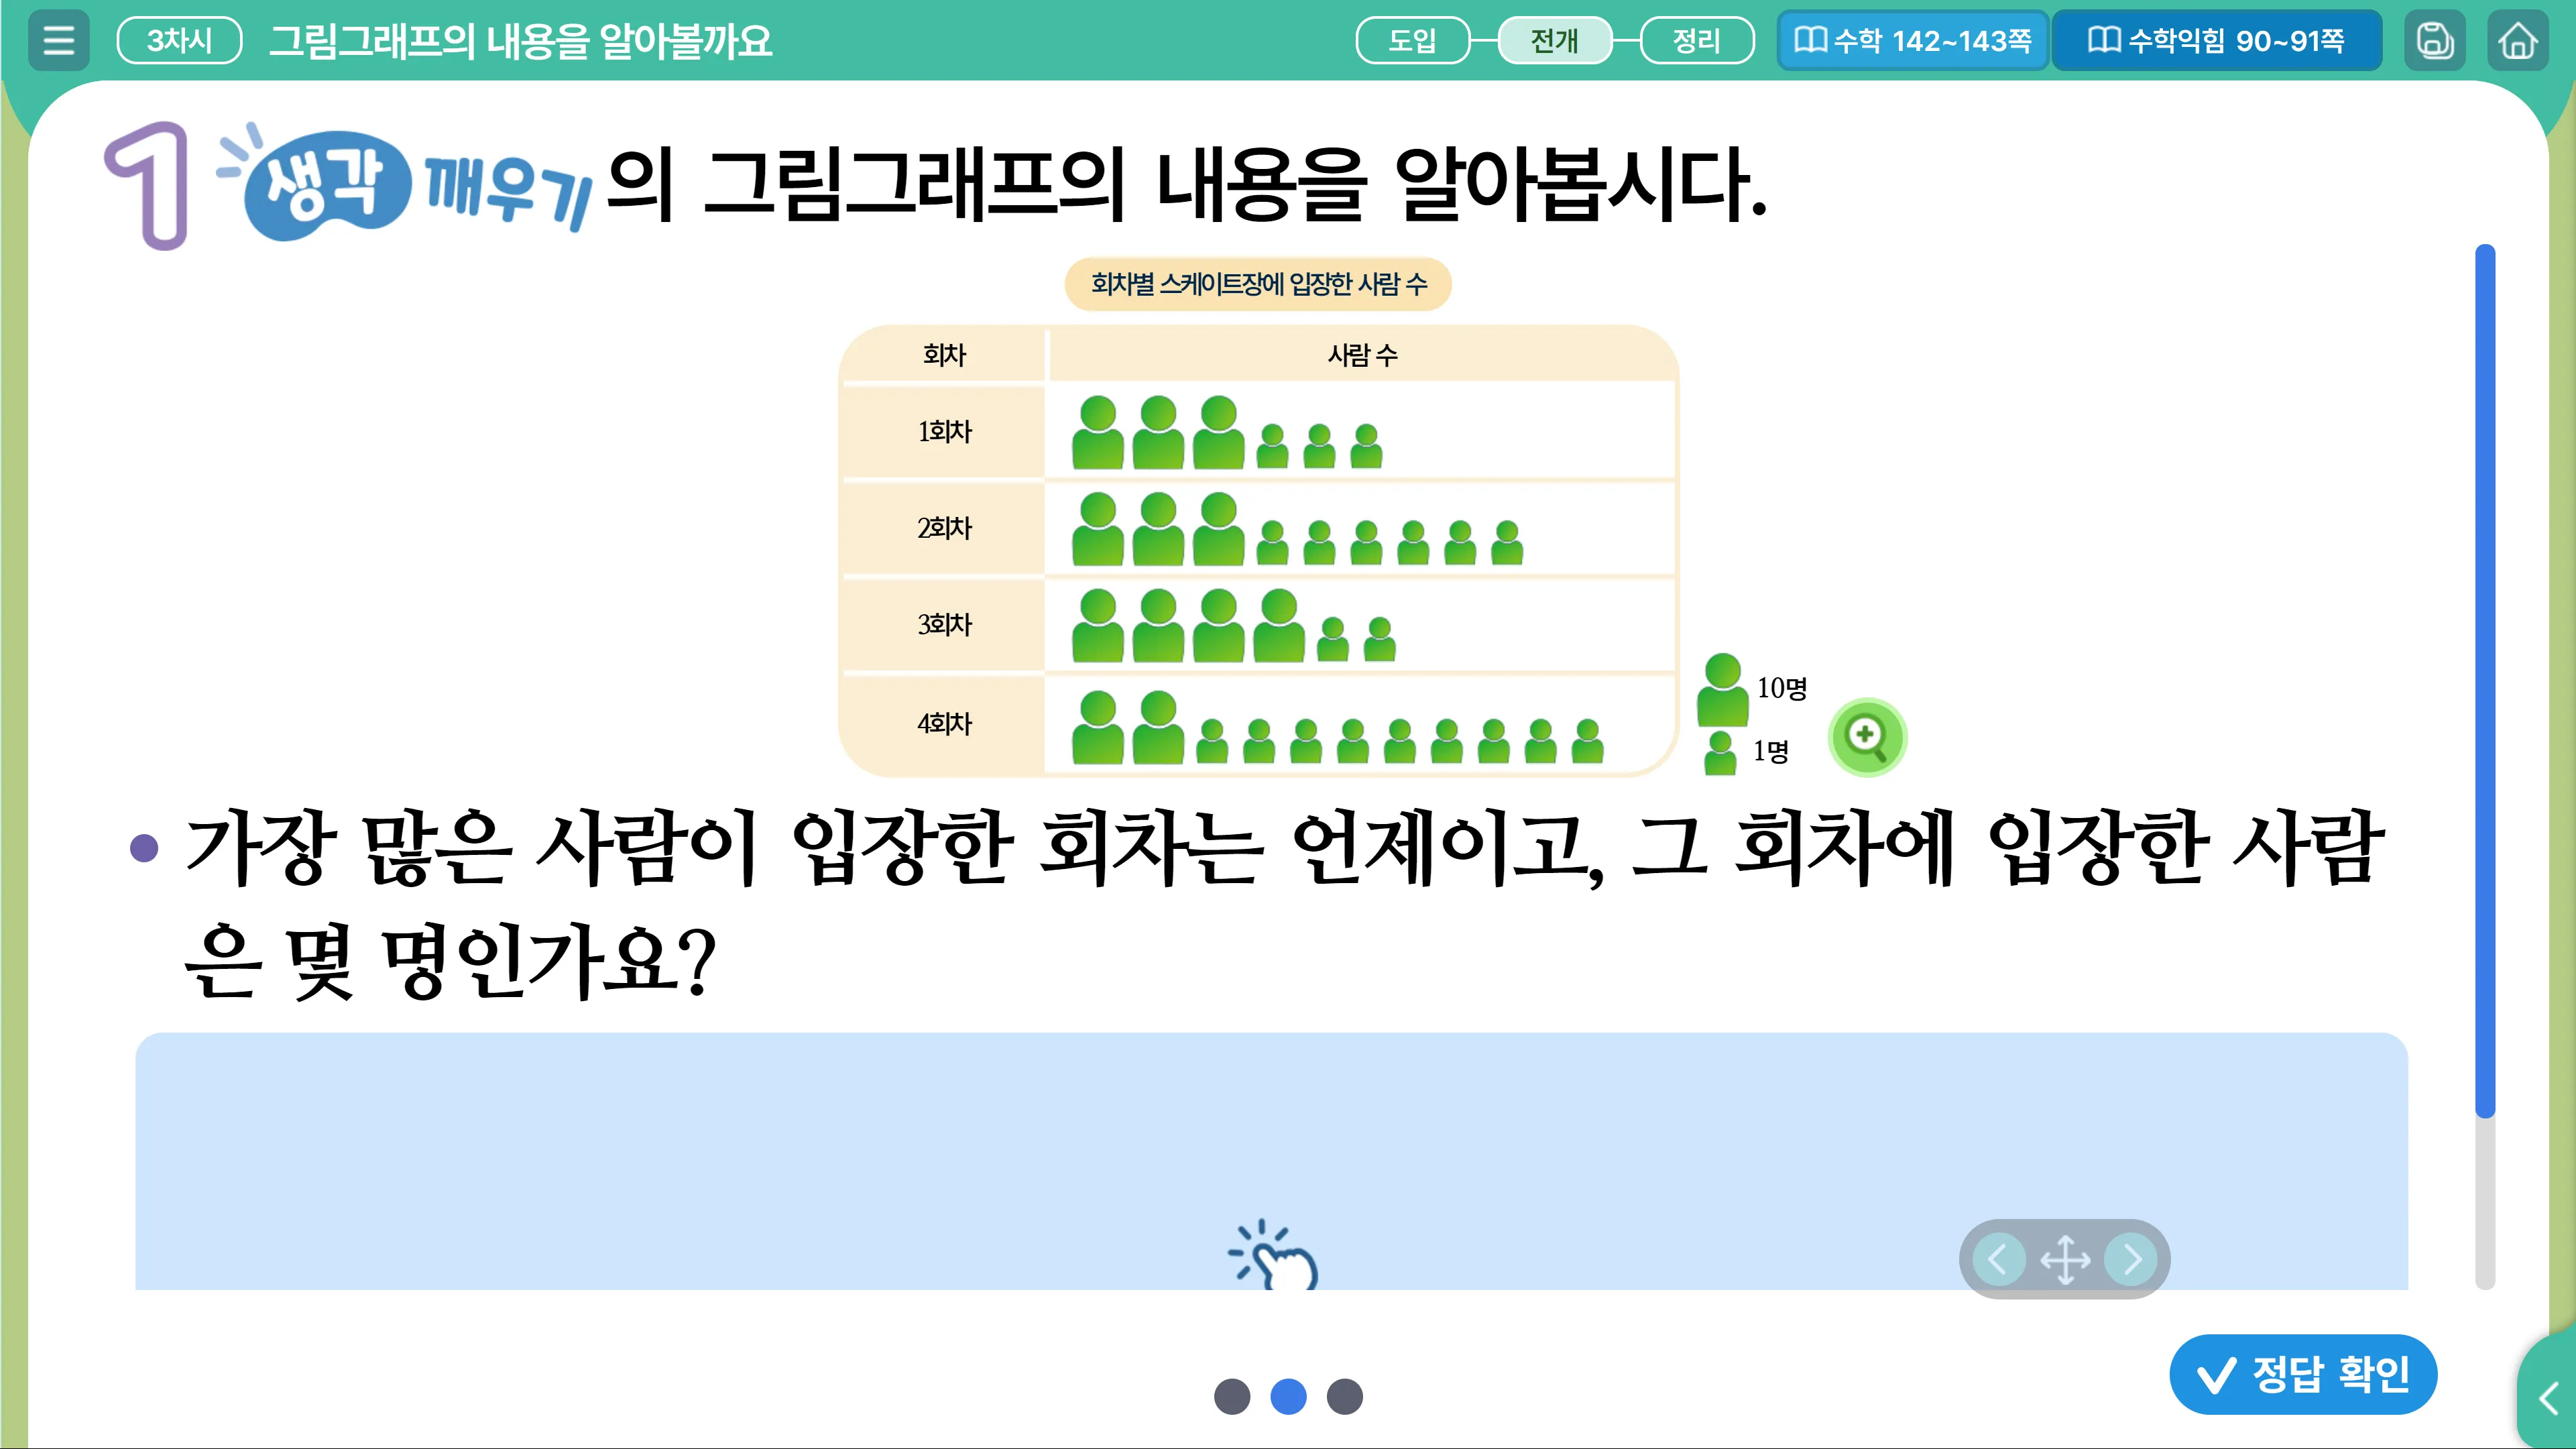 3차시
그림그래프의 내용을 알아볼까요
도입
전개
정리
수학 142~143쪽
수학익힘 90~91쪽
1 생각 깨우기의 그림그래프의 내용을 알아봅시다.
회차별 스케이트장에 입장한 사람 수
회차 사람 수
1회차
2회차
3회차
4회차
10명
1명
가장 많은 사람이 입장한 회차는 언제이고, 그 회차에 입장한 사람
은 몇 명인가요?
정답 확인